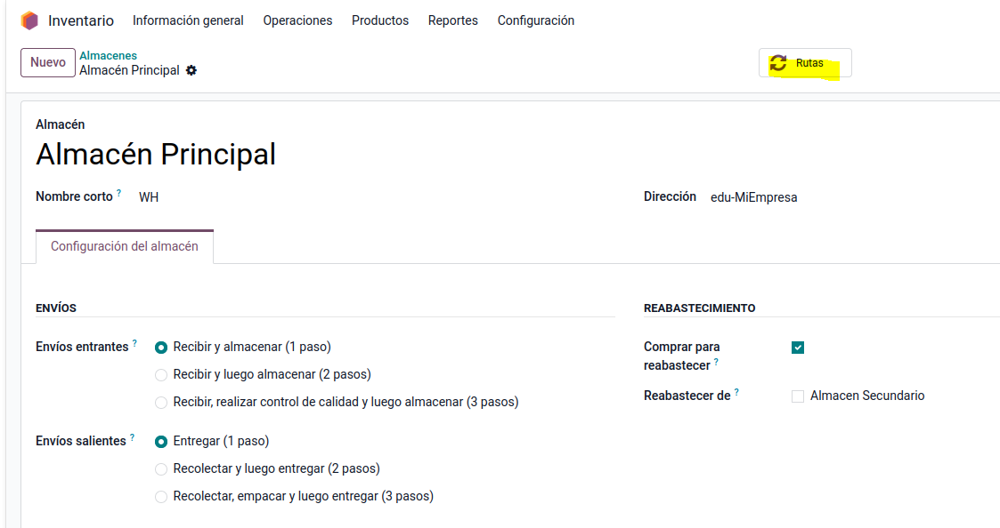 Inventario Información general Operaciones Productos Reportes Configuración
Nuevo Almacenes
Almacén Principal
Rutas
Almacén
Almacén Principal
Nombre corto ? WH
Dirección edu-MiEmpresa
Configuración del almacén
ENVÍOS
Envíos entrantes ? Recibir y almacenar (1 paso)
Recibir y luego almacenar (2 pasos)
Recibir, realizar control de calidad y luego almacenar (3 pasos)
Envíos salientes ? Entregar (1 paso)
Recolectar y luego entregar (2 pasos)
Recolectar, empacar y luego entregar (3 pasos)
REABASTECIMIENTO
Comprar para
reabastecer ?
Reabastecer de ? Almacen Secundario